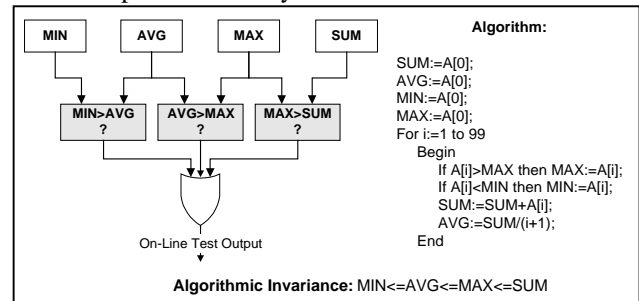 MIN AVG MAX SUM
MIN>AVG ? AVG>MAX ? MAX>SUM ?
On-Line Test Output
Algorithm:
SUM:=A[0];
AVG:=A[0];
MIN:=A[0];
MAX:=A[0];
For i:=1 to 99
Begin
If A[i]>MAX then MAX:=A[i];
If A[i]<MIN then MIN:=A[i];
SUM:=SUM+A[i];
AVG:=SUM/(i+1);
End
Algorithmic Invariance: MIN<=AVG<=MAX<=SUM